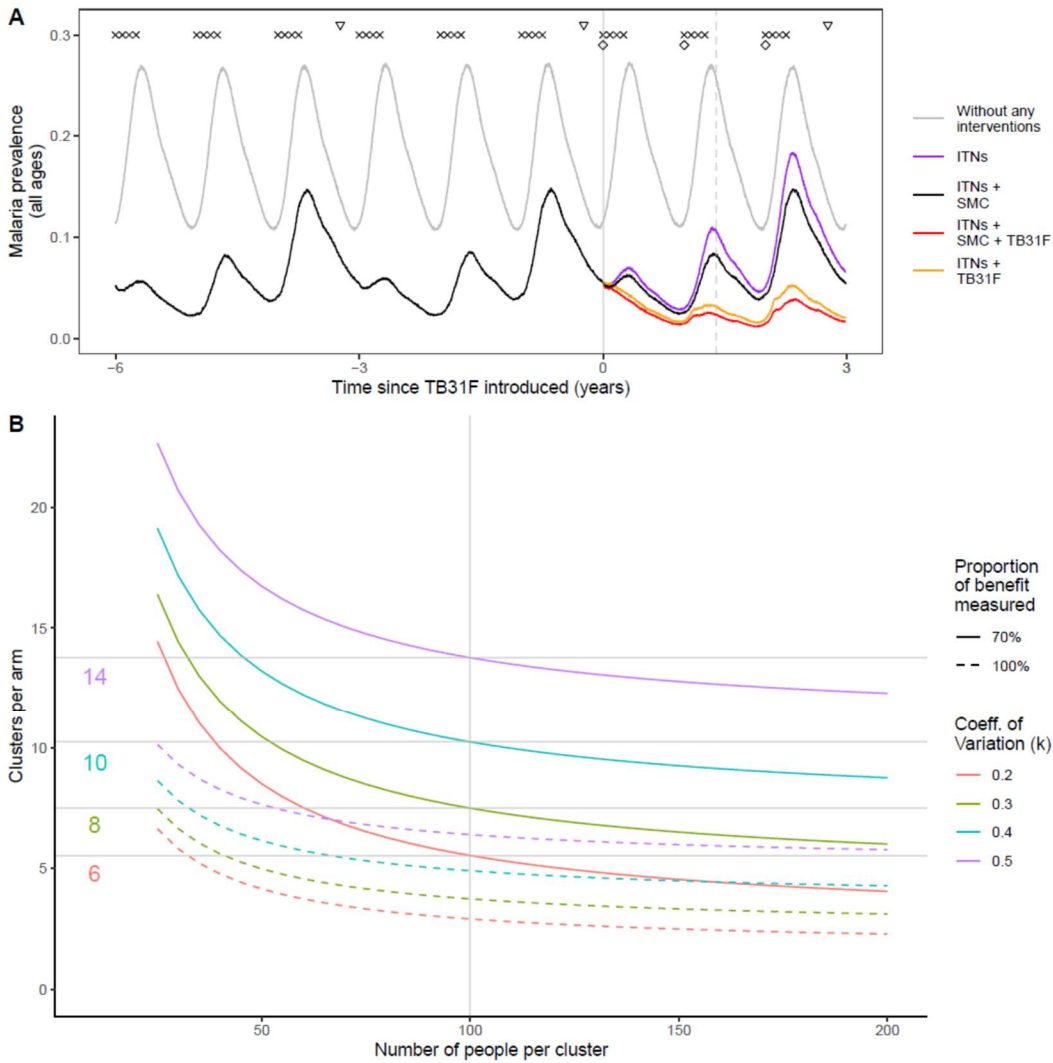 A
0.3
0.2
0.1
0.0
Malaria prevalence
(all ages)
-6
-3
0
3
Time since TB31F introduced (years)
Without any
interventions
ITNs
ITNs +
SMC
ITNs +
SMC + TB31F
ITNs +
TB31F
B
20
15
10
5
0
Clusters per arm
14
10
8
6
50
100
150
200
Number of people per cluster
Proportion
of benefit
measured
70%
100%
Coeff. of
Variation (k)
0.2
0.3
0.4
0.5